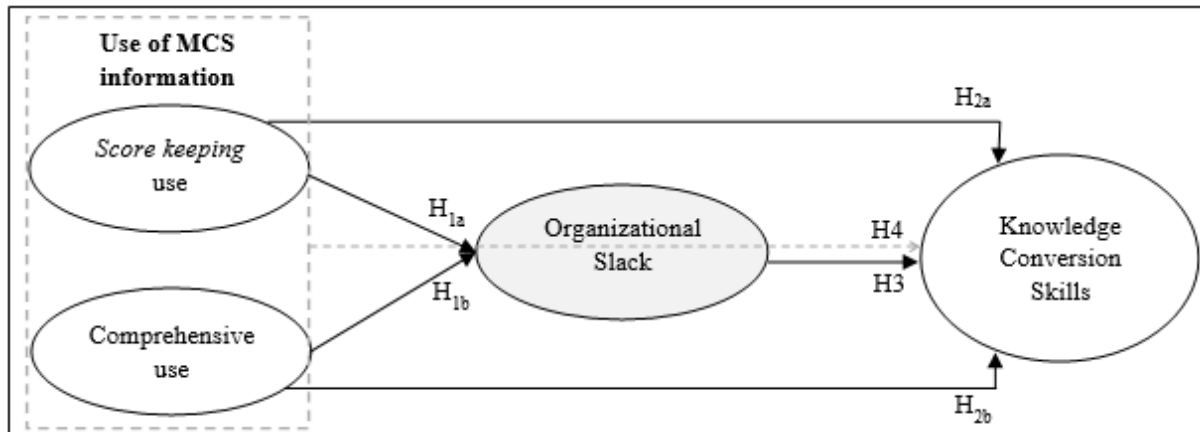 Use of MCS
information
Score keeping
use
Comprehensive
use
H1a
H1b
Organizational
Slack
H2a
H4
H3
H2b
Knowledge
Conversion
Skills